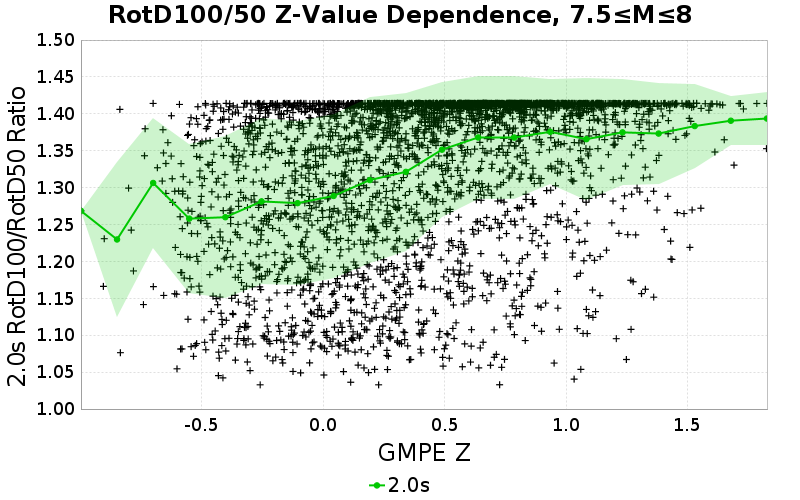 RotD100/50 Z-Value Dependence, 7.5≤M≤8
2.0s RotD100/RotD50 Ratio
1.50
1.45
1.40
1.35
1.30
1.25
1.20
1.15
1.10
1.05
1.00
-0.5 0.0 0.5 1.0 1.5
GMPE Z
2.0s